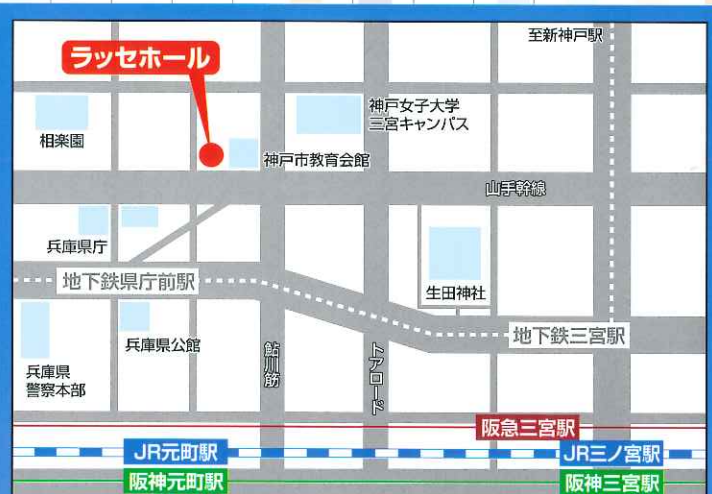 至新神戸駅
ラッセホール
相楽園
神戸女子大学
三宮キャンパス
神戸市教育会館
山手幹線
兵庫県庁
地下鉄県庁前駅
生田神社
兵庫県公館
地下鉄三宮駅
兵庫県
警察本部
鮎川筋
トアロード
阪急三宮駅
JR元町駅
JR三ノ宮駅
阪神元町駅
阪神三宮駅